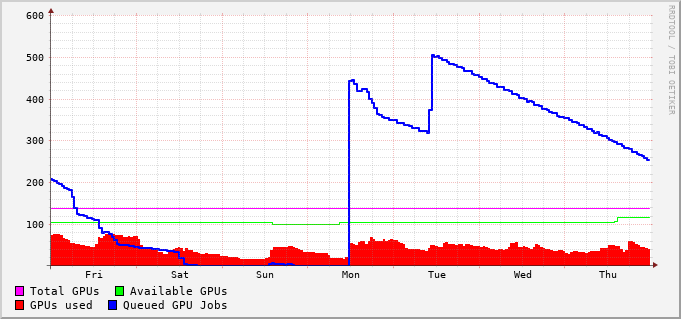 600
500
400
300
200
100
Fri Sat Sun Mon Tue Wed Thu
Total GPUs Available GPUs
GPUs used Queued GPU Jobs
RRDTOOL / TOBI OETIKER